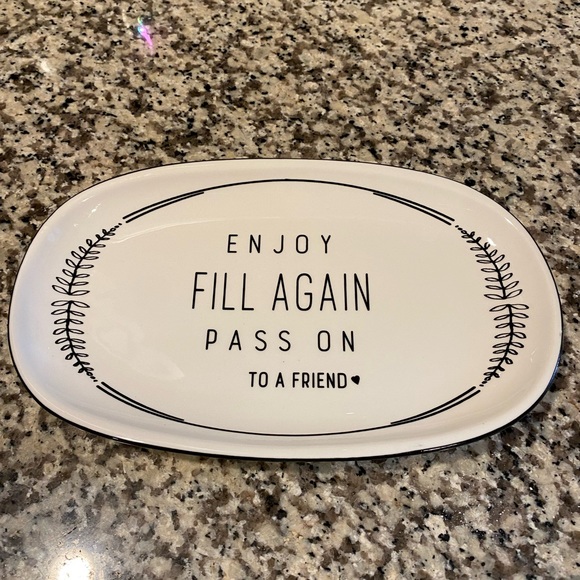 ENJOY
FILL AGAIN
PASS ON
TO A FRIEND